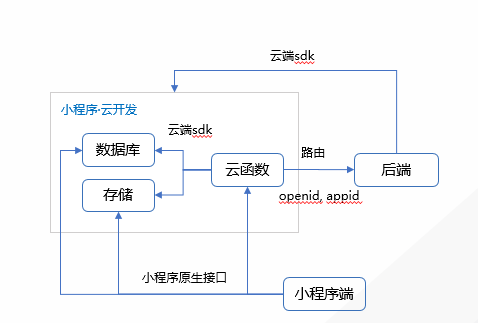 云端sdk
小程序·云开发
云端sdk
数据库
路由
云函数
后端
存储
openid, appid
小程序原生接口
小程序端